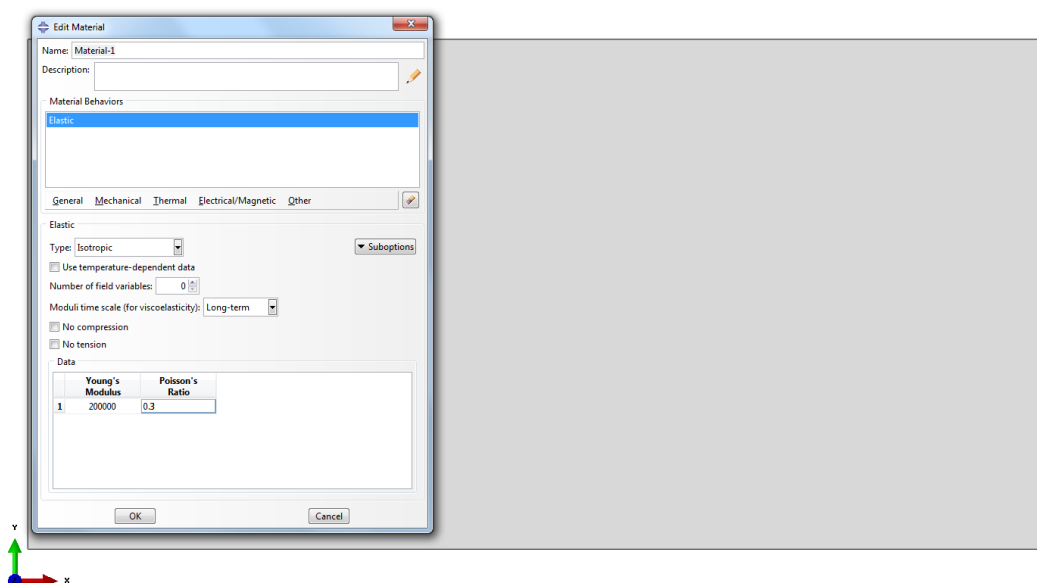 Edit Material
Name: Material-1
Description:
Material Behaviors
Elastic
General Mechanical Thermal Electrical/Magnetic Other
Elastic
Type: Isotropic
Suboptions
Use temperature-dependent data
Number of field variables: 0
Moduli time scale (for viscoelasticity): Long-term
No compression
No tension
Data
Young's Poisson's
Modulus Ratio
1 200000 0.3
OK Cancel
Y
X